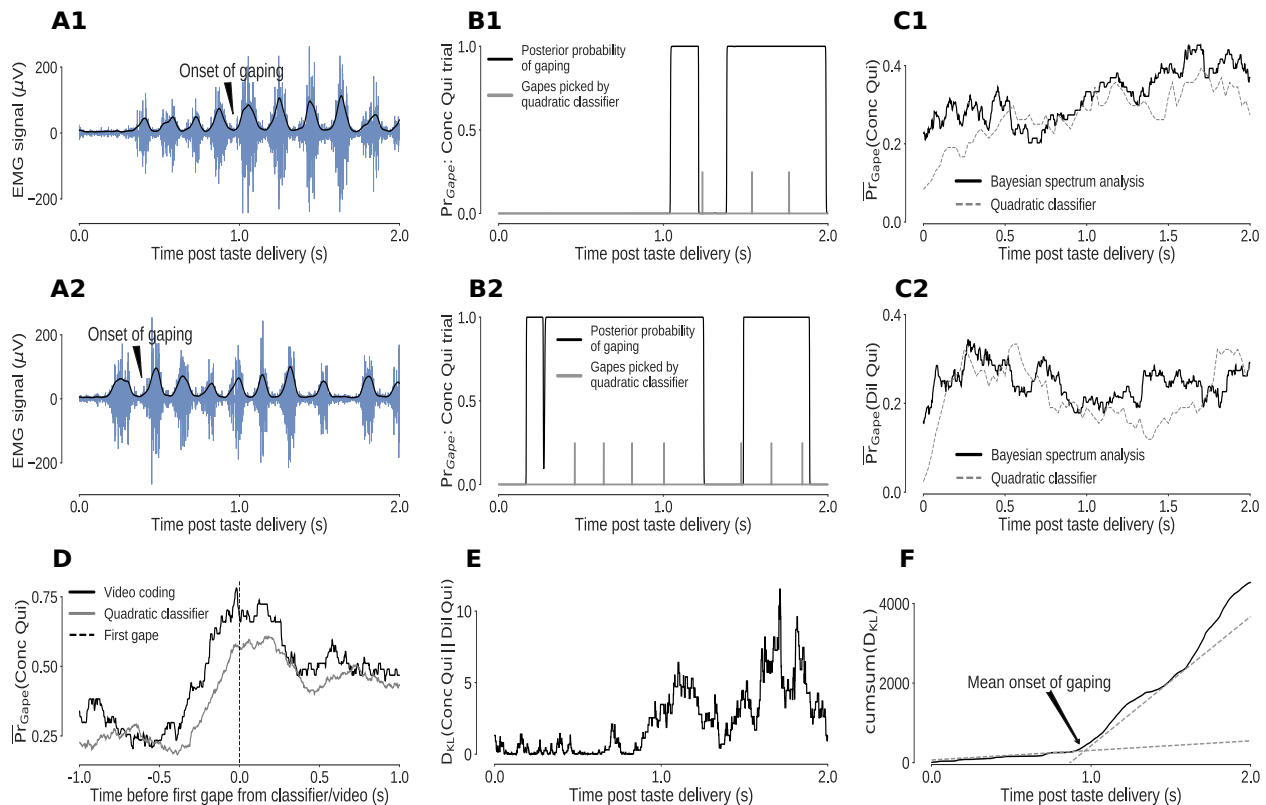 A1
EMG signal (μV)
200
0
−200
Onset of gaping
0.0 1.0 2.0
Time post taste delivery (s)
B1
Pr_Gape: Conc Qui trial
1.0
0.5
0.0
Posterior probability
of gaping
Gapes picked by
quadratic classifier
0.0 1.0 2.0
Time post taste delivery (s)
C1
P̅r̅_Gape(Conc Qui)
0.4
0.2
0.0
Bayesian spectrum analysis
Quadratic classifier
0 0.5 1.0 1.5 2.0
Time post taste delivery (s)
A2
EMG signal (μV)
200
0
−200
Onset of gaping
0.0 1.0 2.0
Time post taste delivery (s)
B2
Pr_Gape: Conc Qui trial
1.0
0.5
0.0
Posterior probability
of gaping
Gapes picked by
quadratic classifier
0.0 1.0 2.0
Time post taste delivery (s)
C2
P̅r̅_Gape(Dil Qui)
0.4
0.2
0.0
Bayesian spectrum analysis
Quadratic classifier
0 0.5 1.0 1.5 2.0
Time post taste delivery (s)
D
P̅r̅_Gape(Conc Qui)
0.75
0.50
0.25
Video coding
Quadratic classifier
First gape
-1.0 -0.5 0.0 0.5 1.0
Time before first gape from classifier/video (s)
E
D_KL(Conc Qui || Dil Qui)
10
5
0
0.0 1.0 2.0
Time post taste delivery (s)
F
cumsum(D_KL)
4000
2000
0
Mean onset of gaping
0.0 1.0 2.0
Time post taste delivery (s)